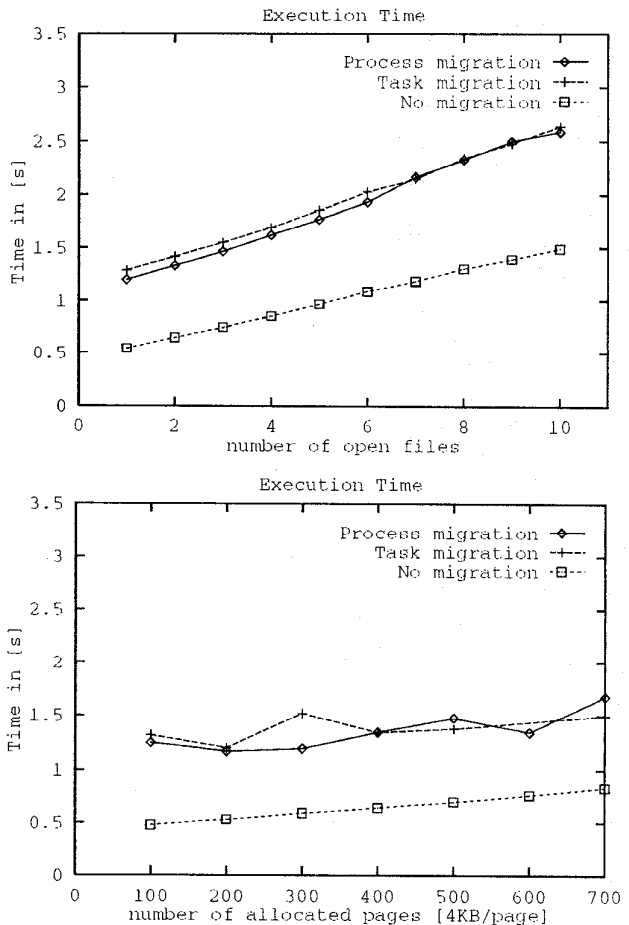 Execution Time
3.5
3
2.5
2
1.5
1
0.5
0
Time in [s]
Process migration
Task migration
No migration
0 2 4 6 8 10
number of open files
Execution Time
3.5
3
2.5
2
1.5
1
0.5
0
Time in [s]
Process migration
Task migration
No migration
0 100 200 300 400 500 600 700
number of allocated pages [4KB/page]